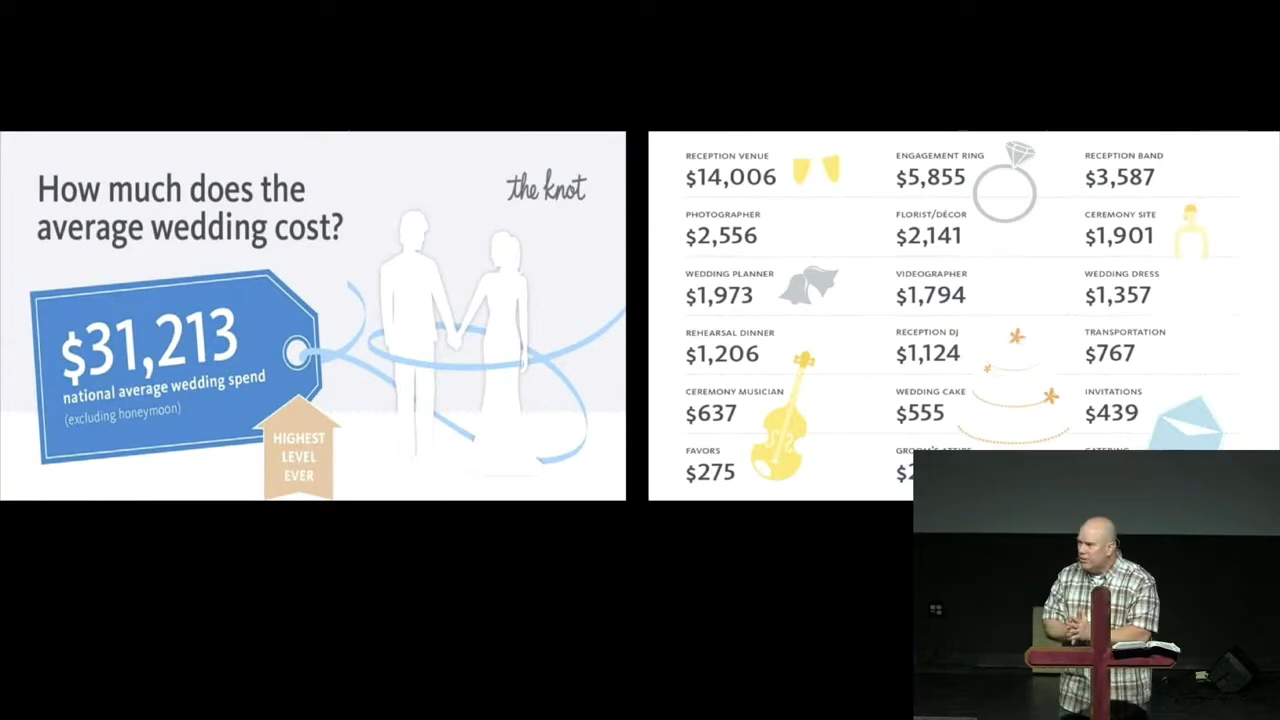 How much does the
average wedding cost?
the knot
$31,213
national average wedding spend
(excluding honeymoon)
HIGHEST
LEVEL
EVER
RECEPTION VENUE
$14,006
ENGAGEMENT RING
$5,855
RECEPTION BAND
$3,587
PHOTOGRAPHER
$2,556
FLORIST/DÉCOR
$2,141
CEREMONY SITE
$1,901
WEDDING PLANNER
$1,973
VIDEOGRAPHER
$1,794
WEDDING DRESS
$1,357
REHEARSAL DINNER
$1,206
RECEPTION DJ
$1,124
TRANSPORTATION
$767
CEREMONY MUSICIAN
$637
WEDDING CAKE
$555
INVITATIONS
$439
FAVORS
$275